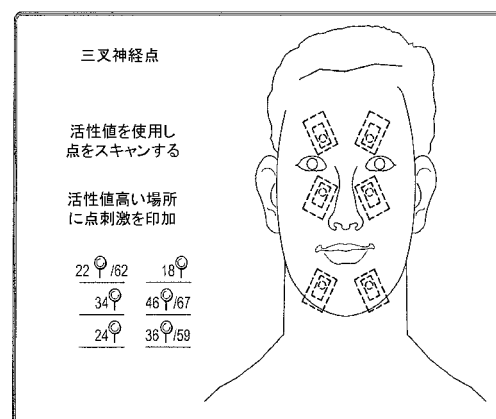 三叉神経点
活性値を使用し
点をスキャンする
活性値高い場所
に点刺激を印加
22 /62 18
34 46 /67
24 36 /59